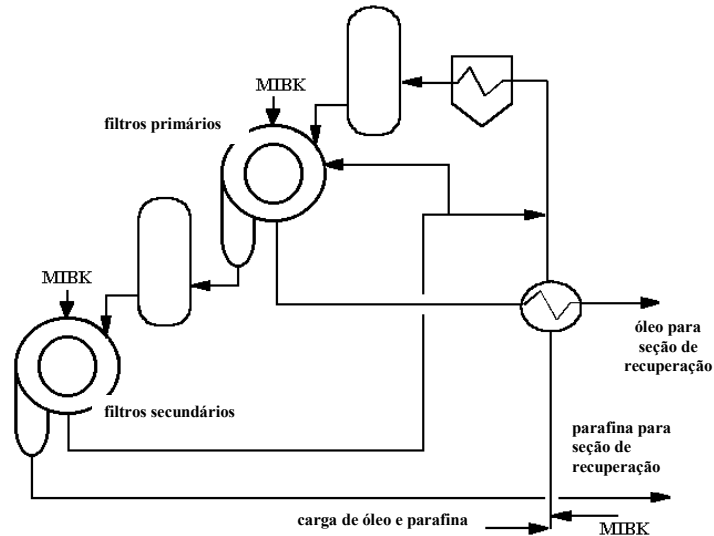 MIBK
filtros primários
MIBK
óleo para
seção de
recuperação
filtros secundários
parafina para
seção de
recuperação
carga de óleo e parafina
MIBK